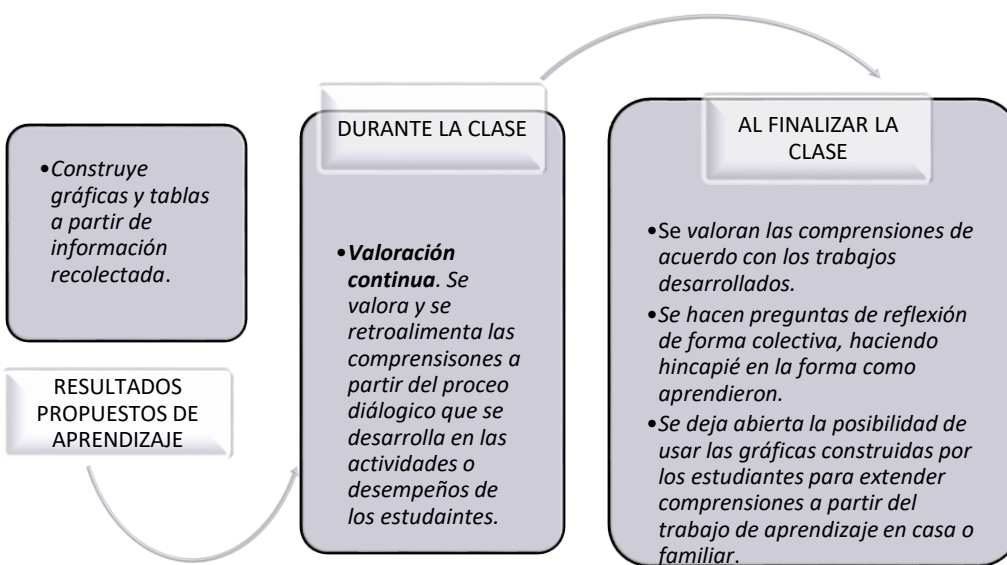 •Construye
gráficas y tablas
a partir de
información
recolectada.
RESULTADOS
PROPUESTOS DE
APRENDIZAJE
DURANTE LA CLASE
•Valoración
continua. Se
valora y se
retroalimenta las
comprensisones a
partir del proceo
diálogico que se
desarrolla en las
actividades o
desempeños de
los estudaintes.
AL FINALIZAR LA
CLASE
•Se valoran las comprensiones de
acuerdo con los trabajos
desarrollados.
•Se hacen preguntas de reflexión
de forma colectiva, haciendo
hincapié en la forma como
aprendieron.
•Se deja abierta la posibilidad de
usar las gráficas construidas por
los estudiantes para extender
comprensiones a partir del
trabajo de aprendizaje en casa o
familiar.